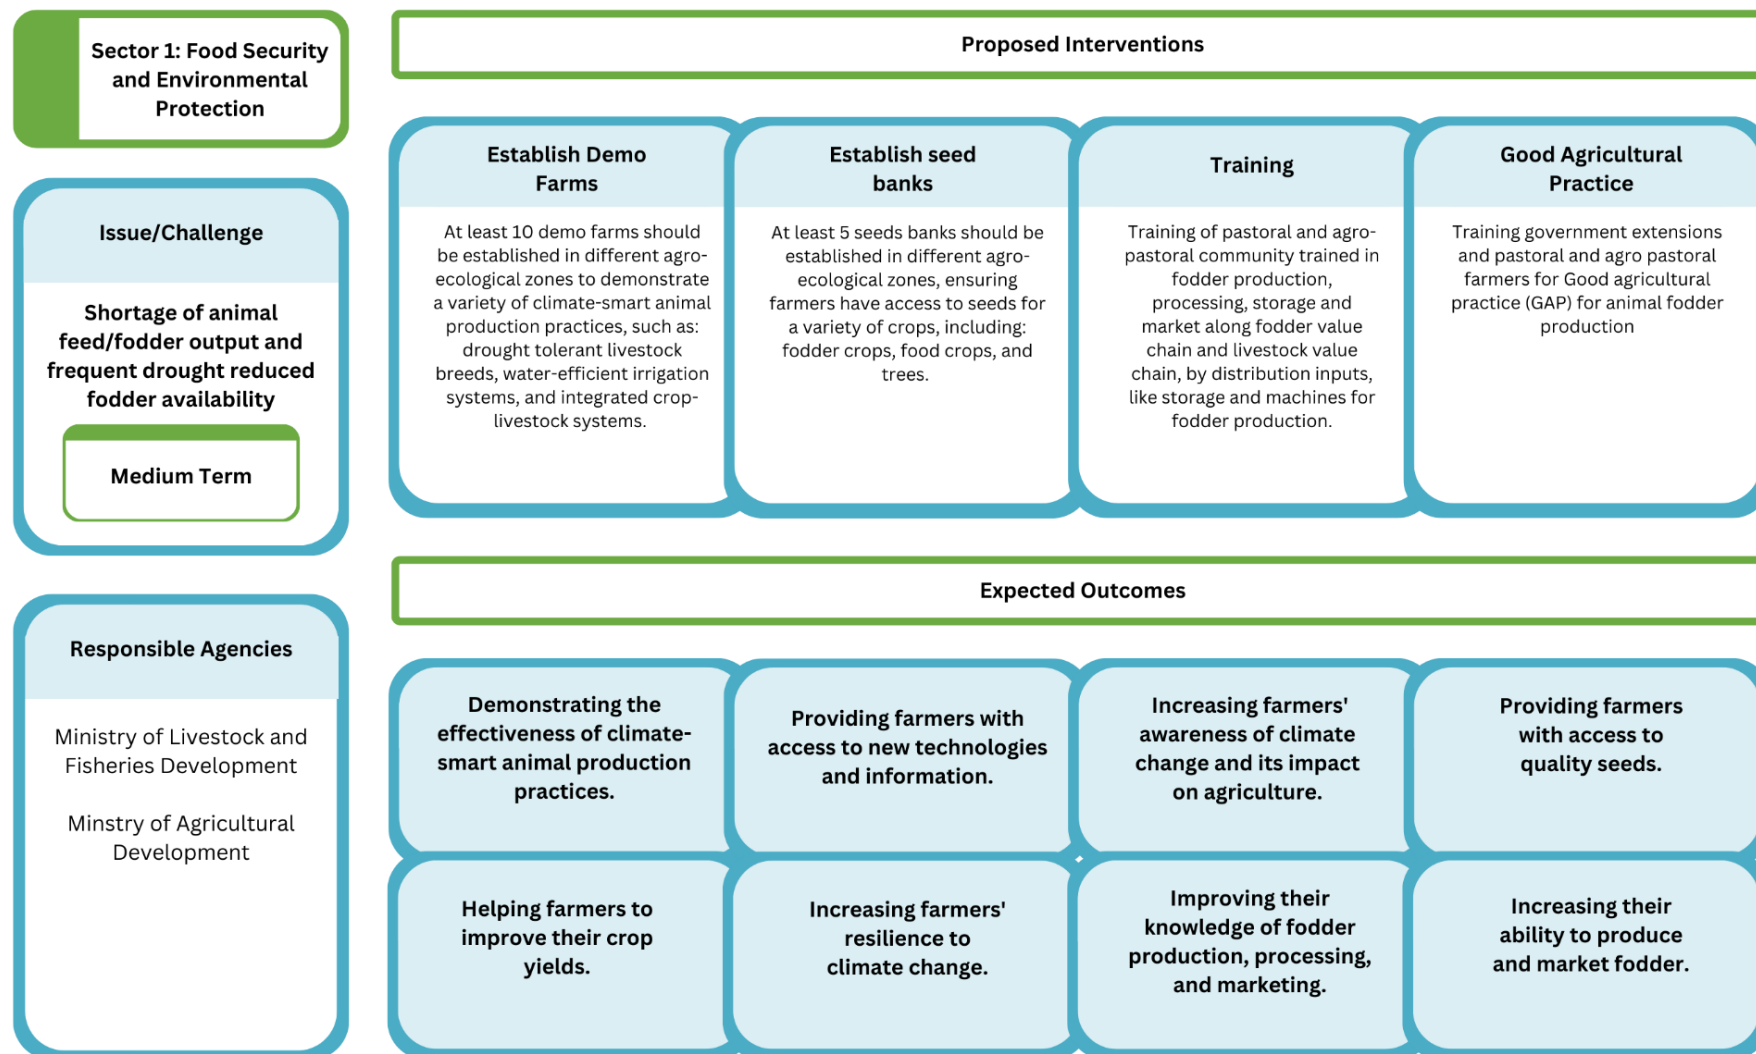 Sector 1: Food Security
and Environmental
Protection
Issue/Challenge
Shortage of animal
feed/fodder output and
frequent drought reduced
fodder availability
Medium Term
Responsible Agencies
Ministry of Livestock and
Fisheries Development
Minstry of Agricultural
Development
Proposed Interventions
Establish Demo
Farms
At least 10 demo farms should
be established in different agro-
ecological zones to demonstrate
a variety of climate-smart animal
production practices, such as:
drought tolerant livestock
breeds, water-efficient irrigation
systems, and integrated crop-
livestock systems.
Establish seed
banks
At least 5 seeds banks should be
established in different agro-
ecological zones, ensuring
farmers have access to seeds for
a variety of crops, including:
fodder crops, food crops, and
trees.
Training
Training of pastoral and agro-
pastoral community trained in
fodder production,
processing, storage and
market along fodder value
chain and livestock value
chain, by distribution inputs,
like storage and machines for
fodder production.
Good Agricultural
Practice
Training government extensions
and pastoral and agro pastoral
farmers for Good agricultural
practice (GAP) for animal fodder
production
Expected Outcomes
Demonstrating the
effectiveness of climate-
smart animal production
practices.
Providing farmers with
access to new technologies
and information.
Increasing farmers'
awareness of climate
change and its impact
on agriculture.
Providing farmers
with access to
quality seeds.
Helping farmers to
improve their crop
yields.
Increasing farmers'
resilience to
climate change.
Improving their
knowledge of fodder
production, processing,
and marketing.
Increasing their
ability to produce
and market fodder.